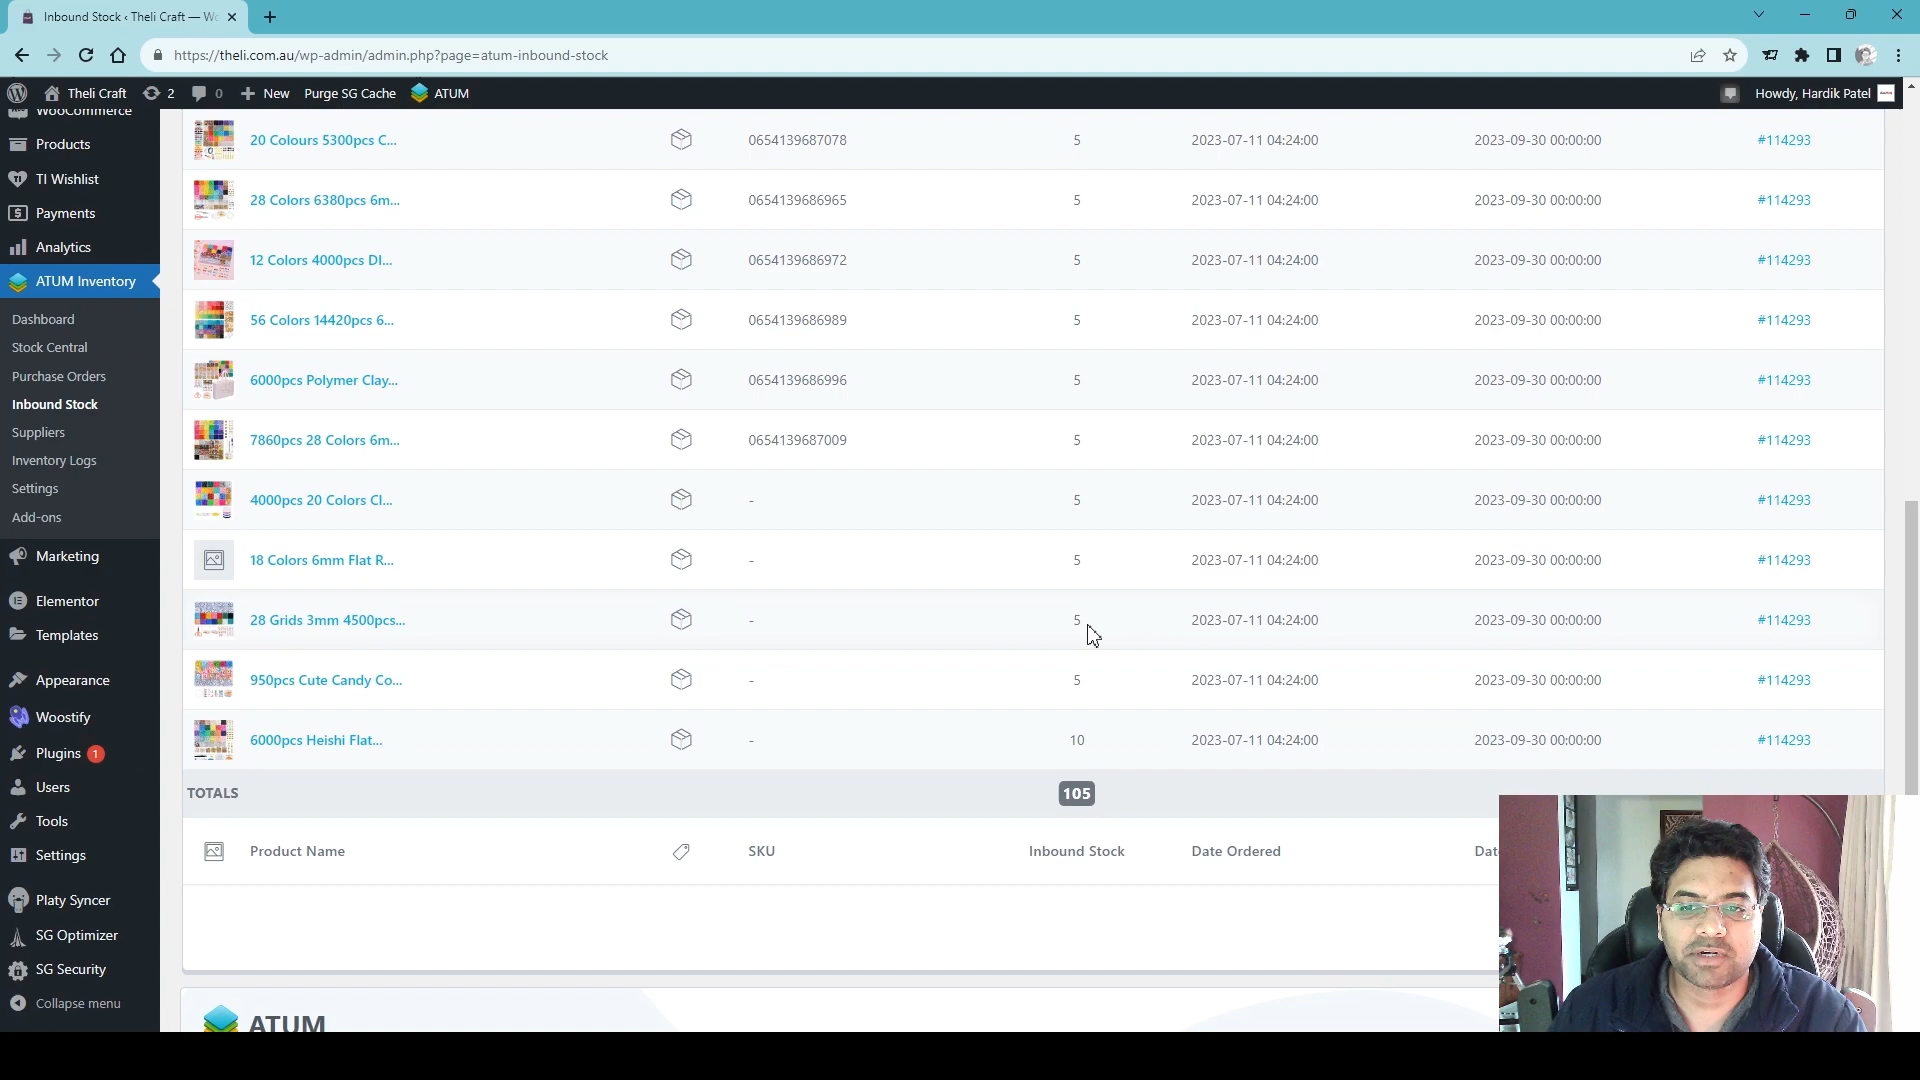 Inbound Stock ‹ Theli Craft — Wo
https://theli.com.au/wp-admin/admin.php?page=atum-inbound-stock
Theli Craft 2 0 New Purge SG Cache ATUM Howdy, Hardik Patel
WooCommerce
Products
TI Wishlist
Payments
Analytics
ATUM Inventory
Dashboard
Stock Central
Purchase Orders
Inbound Stock
Suppliers
Inventory Logs
Settings
Add-ons
Marketing
Elementor
Templates
Appearance
Woostify
Plugins 1
Users
Tools
Settings
Platy Syncer
SG Optimizer
SG Security
Collapse menu
20 Colours 5300pcs C... 0654139687078 5 2023-07-11 04:24:00 2023-09-30 00:00:00 #114293
28 Colors 6380pcs 6m... 0654139686965 5 2023-07-11 04:24:00 2023-09-30 00:00:00 #114293
12 Colors 4000pcs DI... 0654139686972 5 2023-07-11 04:24:00 2023-09-30 00:00:00 #114293
56 Colors 14420pcs 6... 0654139686989 5 2023-07-11 04:24:00 2023-09-30 00:00:00 #114293
6000pcs Polymer Clay... 0654139686996 5 2023-07-11 04:24:00 2023-09-30 00:00:00 #114293
7860pcs 28 Colors 6m... 0654139687009 5 2023-07-11 04:24:00 2023-09-30 00:00:00 #114293
4000pcs 20 Colors Cl... - 5 2023-07-11 04:24:00 2023-09-30 00:00:00 #114293
18 Colors 6mm Flat R... - 5 2023-07-11 04:24:00 2023-09-30 00:00:00 #114293
28 Grids 3mm 4500pcs... - 5 2023-07-11 04:24:00 2023-09-30 00:00:00 #114293
950pcs Cute Candy Co... - 5 2023-07-11 04:24:00 2023-09-30 00:00:00 #114293
6000pcs Heishi Flat... - 10 2023-07-11 04:24:00 2023-09-30 00:00:00 #114293
TOTALS 105
Product Name SKU Inbound Stock Date Ordered Dat
ATUM